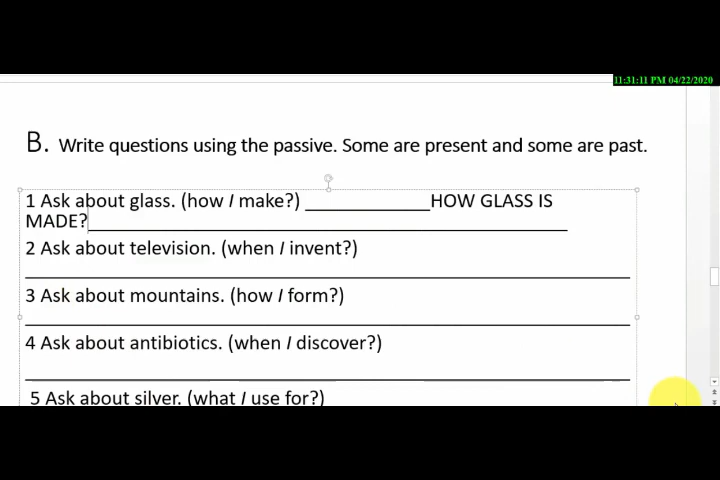 11:31:11 PM 04/22/2020
B. Write questions using the passive. Some are present and some are past.
1 Ask about glass. (how I make?) ____________HOW GLASS IS
MADE?______________________________________________
2 Ask about television. (when I invent?)
3 Ask about mountains. (how I form?)
4 Ask about antibiotics. (when I discover?)
5 Ask about silver. (what I use for?)